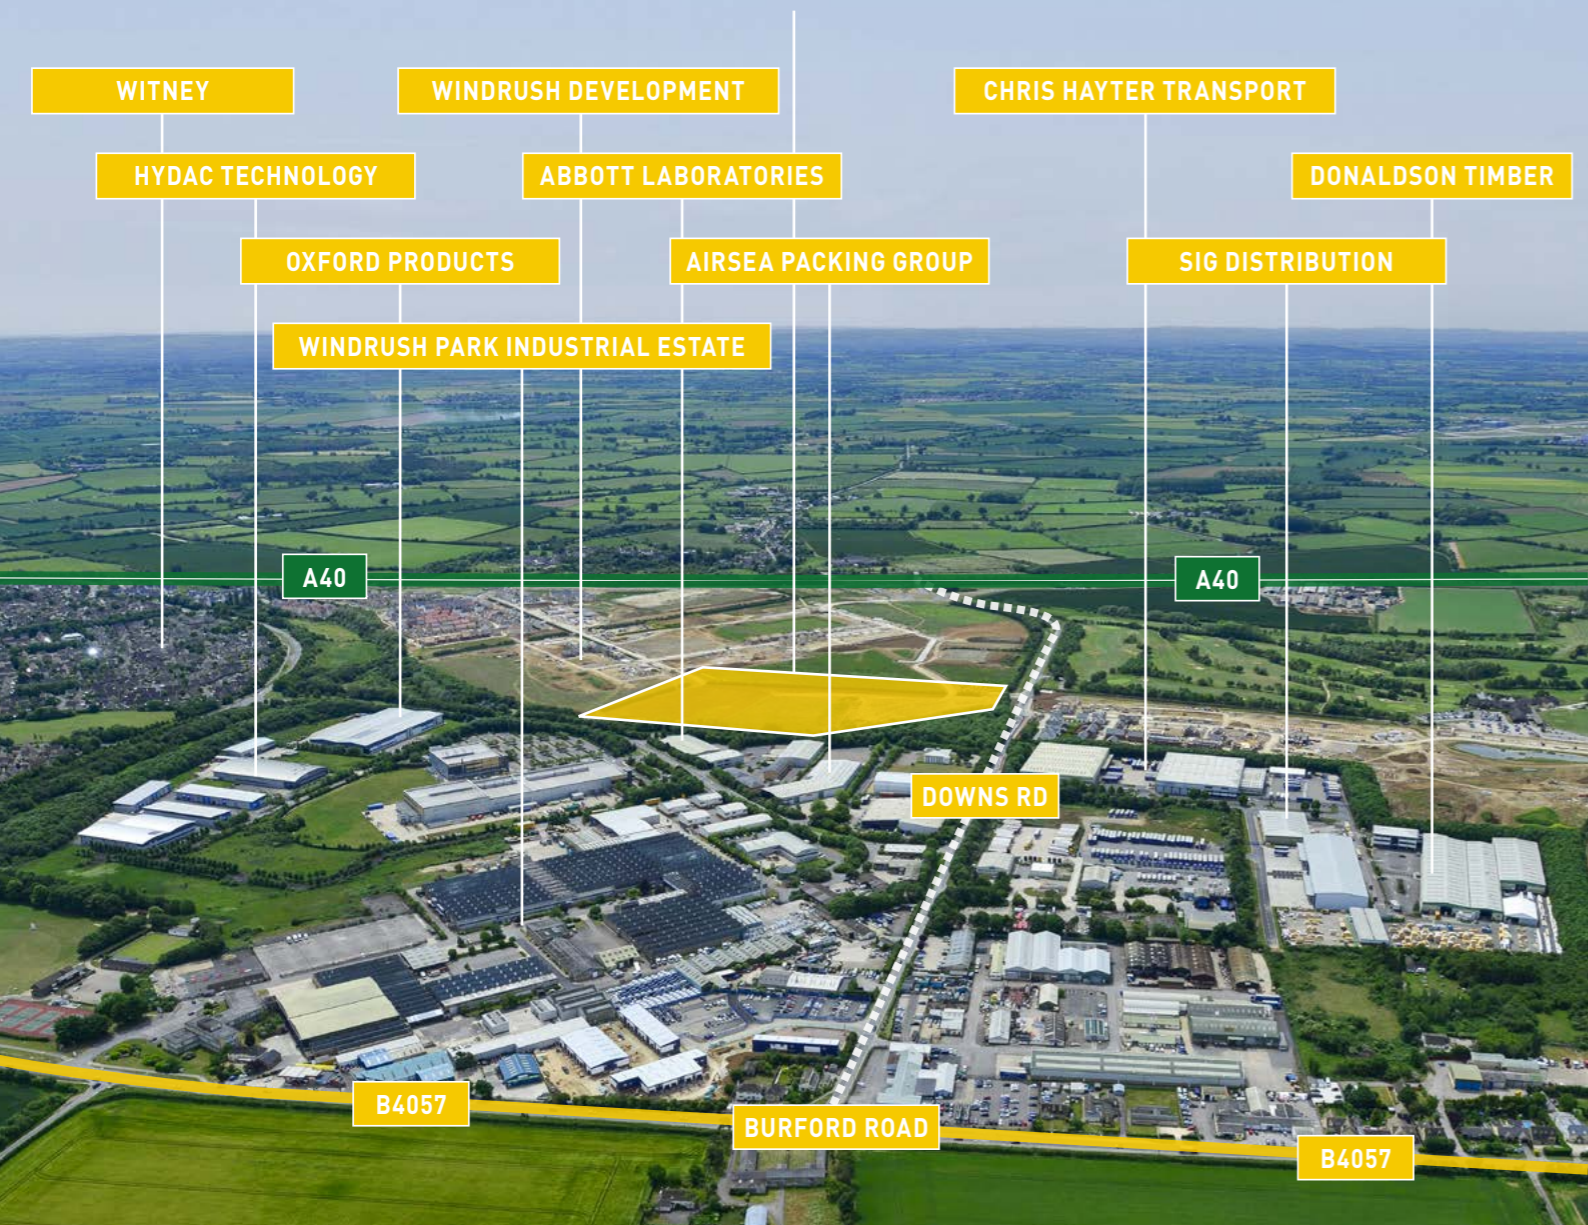 WITNEY
WINDRUSH DEVELOPMENT
CHRIS HAYTER TRANSPORT
HYDAC TECHNOLOGY
ABBOTT LABORATORIES
DONALDSON TIMBER
OXFORD PRODUCTS
AIRSEA PACKING GROUP
SIG DISTRIBUTION
WINDRUSH PARK INDUSTRIAL ESTATE
A40
A40
DOWNS RD
B4057
BURFORD ROAD
B4057